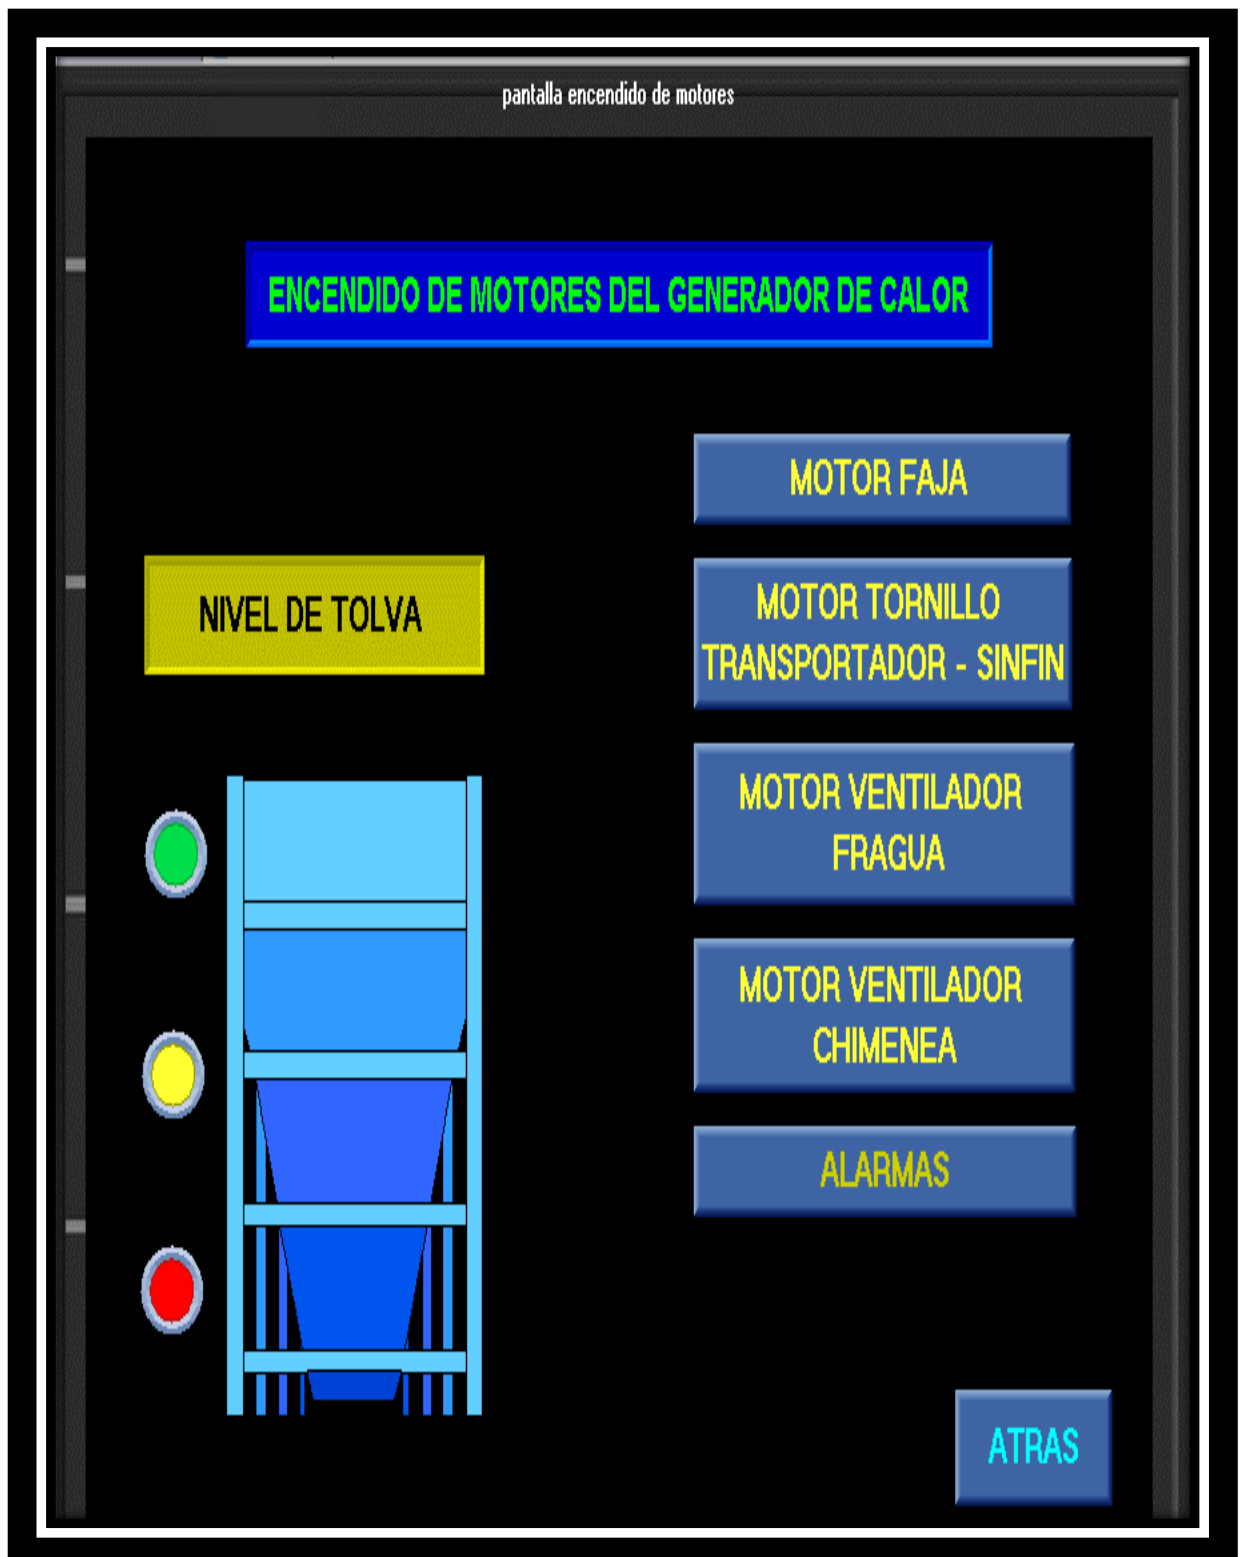 pantalla encendido de motores
ENCENDIDO DE MOTORES DEL GENERADOR DE CALOR
MOTOR FAJA
NIVEL DE TOLVA
MOTOR TORNILLO
TRANSPORTADOR - SINFIN
MOTOR VENTILADOR
FRAGUA
MOTOR VENTILADOR
CHIMENEA
ALARMAS
ATRAS